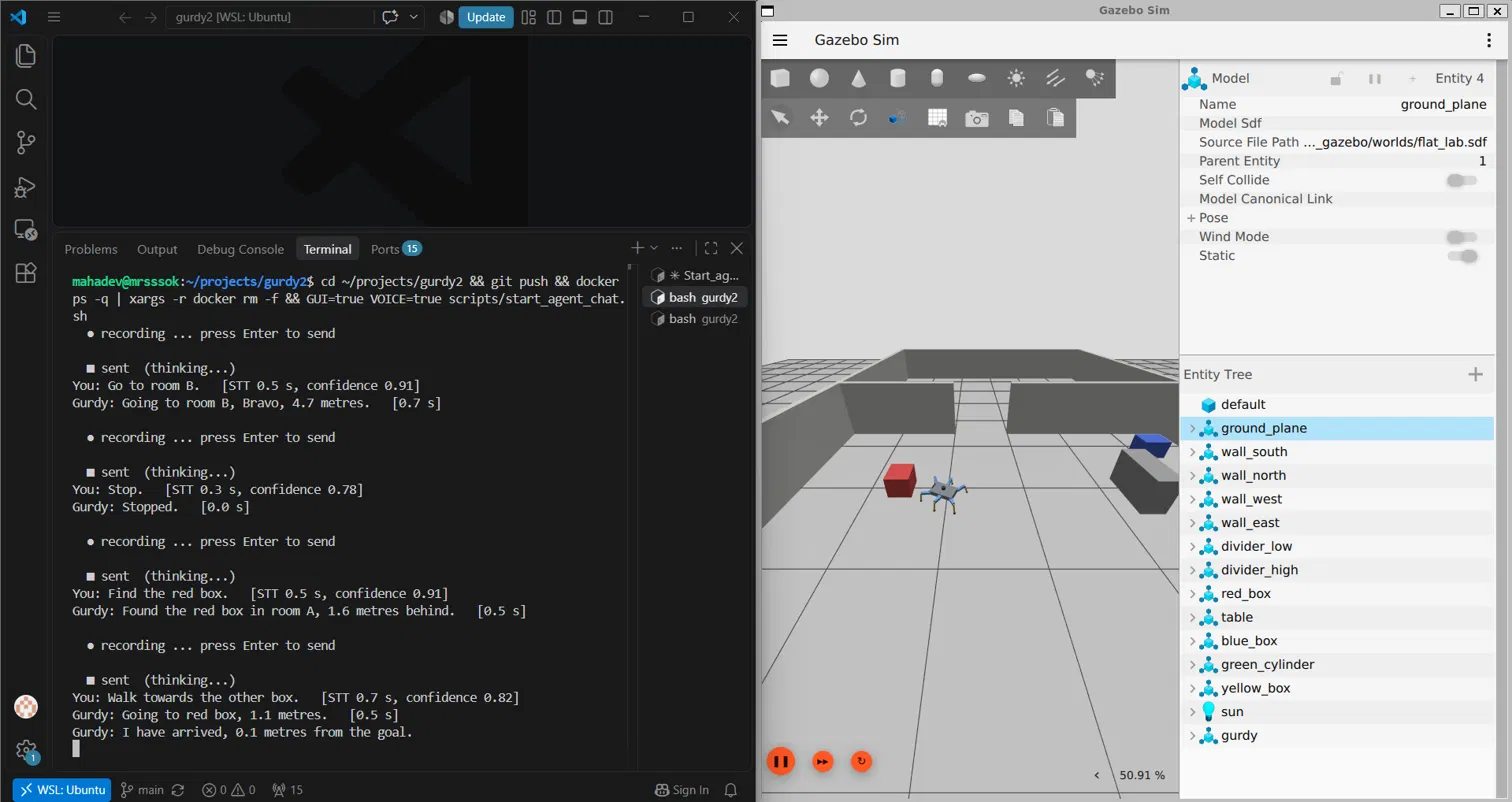 gurdy2 [WSL: Ubuntu]
Update
Problems
Output
Debug Console
Terminal
Ports
15
mahadev@mrsssok:~/projects/gurdy2$ cd ~/projects/gurdy2 && git push && docker
ps -q | xargs -r docker rm -f && GUI=true VOICE=true scripts/start_agent_chat.
sh
● recording ... press Enter to send
■ sent (thinking...)
You: Go to room B. [STT 0.5 s, confidence 0.91]
Gurdy: Going to room B, Bravo, 4.7 metres. [0.7 s]
● recording ... press Enter to send
■ sent (thinking...)
You: Stop. [STT 0.3 s, confidence 0.78]
Gurdy: Stopped. [0.0 s]
● recording ... press Enter to send
■ sent (thinking...)
You: Find the red box. [STT 0.5 s, confidence 0.91]
Gurdy: Found the red box in room A, 1.6 metres behind. [0.5 s]
● recording ... press Enter to send
■ sent (thinking...)
You: Walk towards the other box. [STT 0.7 s, confidence 0.82]
Gurdy: Going to red box, 1.1 metres. [0.5 s]
Gurdy: I have arrived, 0.1 metres from the goal.
✳ Start_ag...
bash gurdy2
bash gurdy2
1
WSL: Ubuntu
main
0
0
15
Sign In
Gazebo Sim
Gazebo Sim
Model
Entity 4
Name
ground_plane
Model Sdf
Source File Path
..._gazebo/worlds/flat_lab.sdf
Parent Entity
1
Self Collide
Model Canonical Link
+ Pose
Wind Mode
Static
Entity Tree
default
ground_plane
wall_south
wall_north
wall_west
wall_east
divider_low
divider_high
red_box
table
blue_box
green_cylinder
yellow_box
sun
gurdy
50.91 %